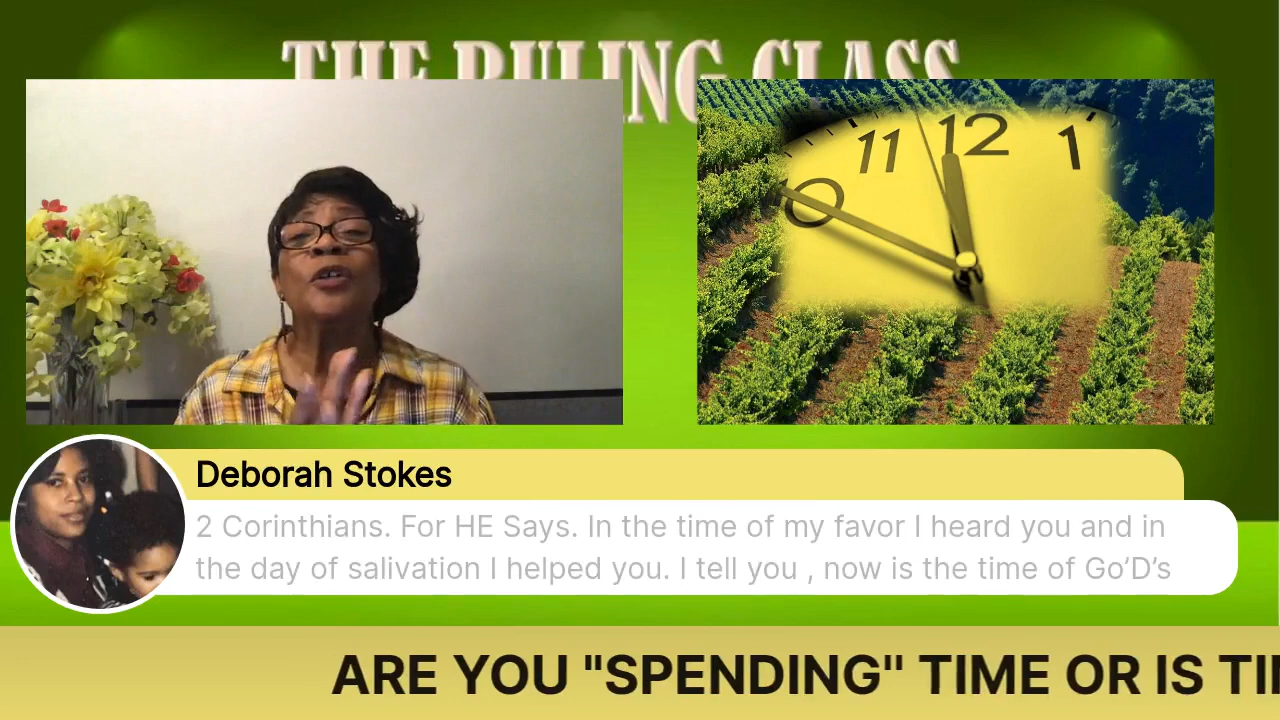 THE RULING CLASS
11 12 1
10
Deborah Stokes
2 Corinthians. For HE Says. In the time of my favor I heard you and in
the day of salivation I helped you. I tell you , now is the time of Go’D’s
ARE YOU "SPENDING" TIME OR IS